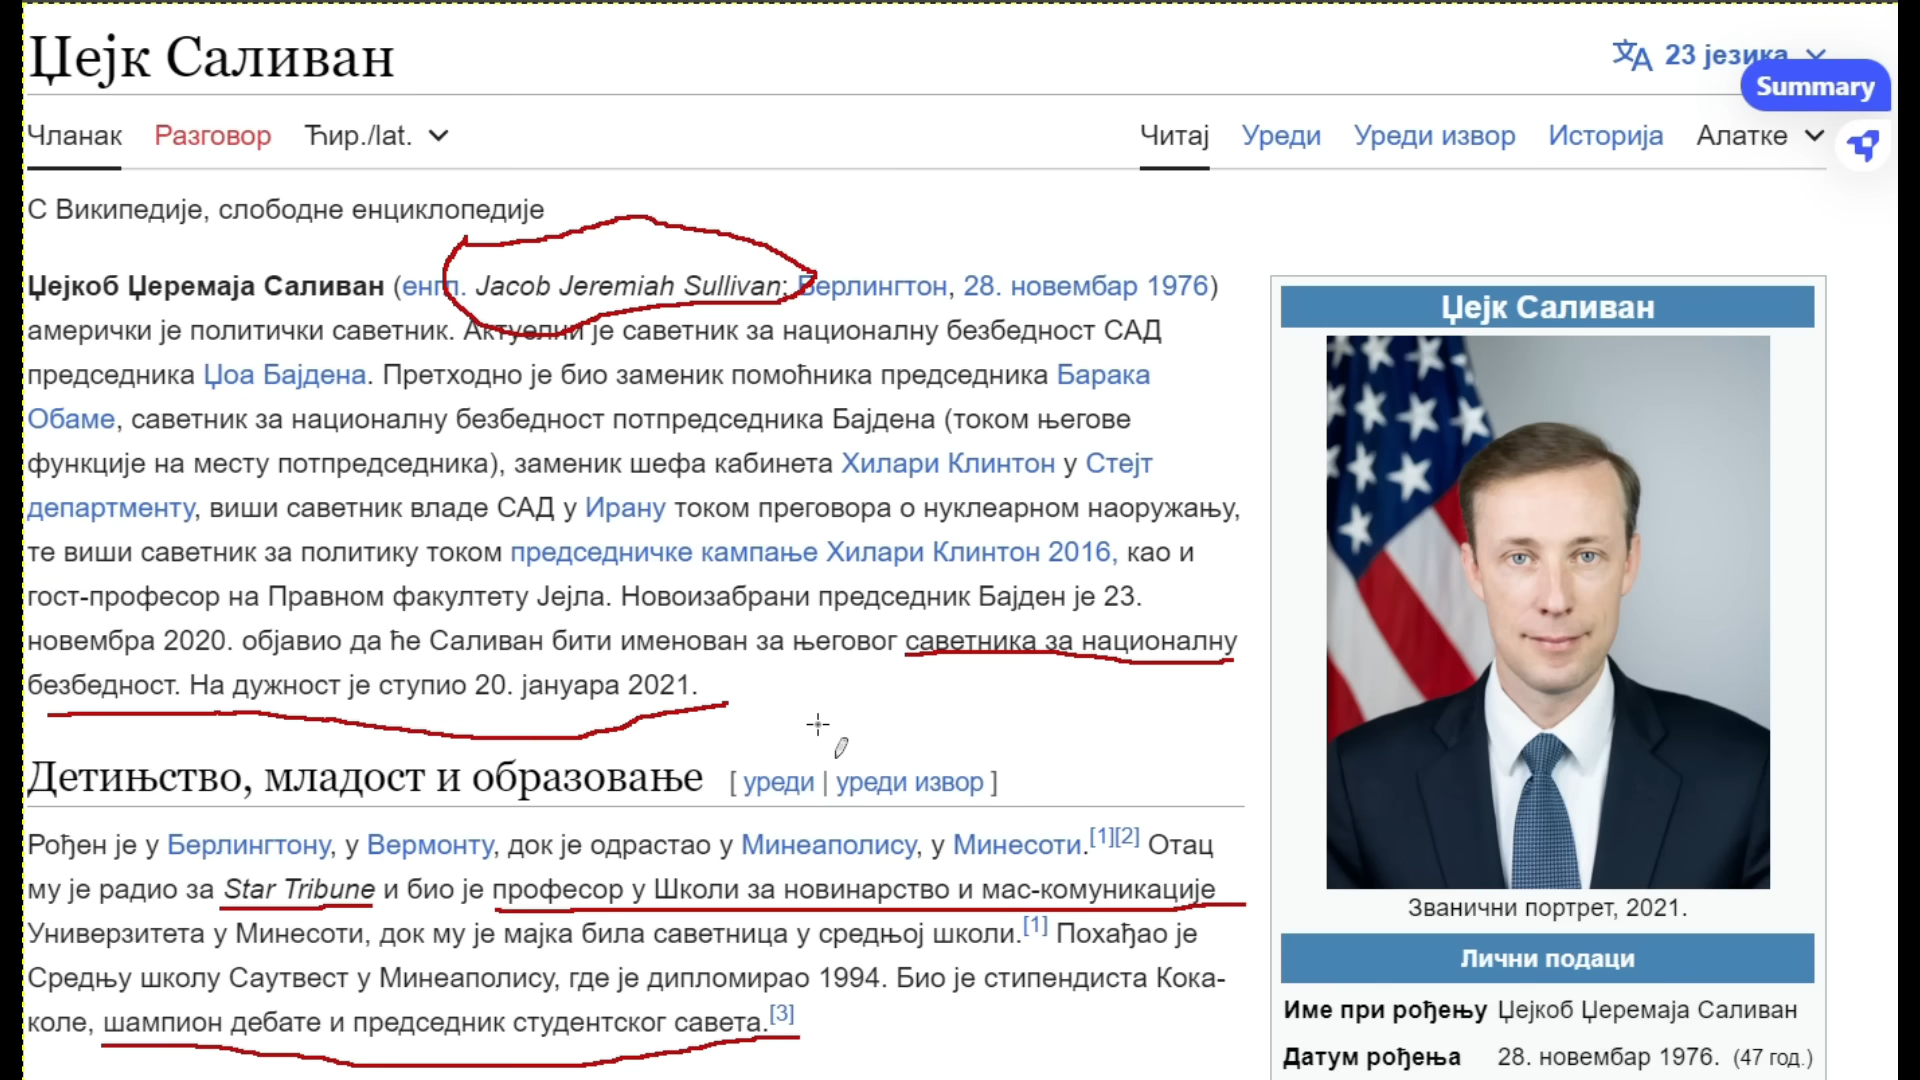 Џејк Саливан
23 језика
Summary
Чланак Разговор Ћир./lat. Читај Уреди Уреди извор Историја Алатке
С Википедије, слободне енциклопедије
Џејкоб Џеремаја Саливан (енгл. Jacob Jeremiah Sullivan; Берлингтон, 28. новембар 1976)
амерички је политички саветник. Актуелни је саветник за националну безбедност САД
председника Џоа Бајдена. Претходно је био заменик помоћника председника Барака
Обаме, саветник за националну безбедност потпредседника Бајдена (током његове
функције на месту потпредседника), заменик шефа кабинета Хилари Клинтон у Стејт
департменту, виши саветник владе САД у Ирану током преговора о нуклеарном наоружању,
те виши саветник за политику током председничке кампање Хилари Клинтон 2016, као и
гост-професор на Правном факултету Јејла. Новоизабрани председник Бајден је 23.
новембра 2020. објавио да ће Саливан бити именован за његовог саветника за националну
безбедност. На дужност је ступио 20. јануара 2021.
Детињство, младост и образовање [ уреди | уреди извор ]
Рођен је у Берлингтону, у Вермонту, док је одрастао у Минеаполису, у Минесоти.[1][2] Отац
му је радио за Star Tribune и био је професор у Школи за новинарство и мас-комуникације
Универзитета у Минесоти, док му је мајка била саветница у средњој школи.[1] Похађао је
Средњу школу Саутвест у Минеаполису, где је дипломирао 1994. Био је стипендиста Кока-
коле, шампион дебате и председник студентског савета.[3]
Џејк Саливан
Званични портрет, 2021.
Лични подаци
Име при рођењу Џејкоб Џеремаја Саливан
Датум рођења 28. новембар 1976. (47 год.)